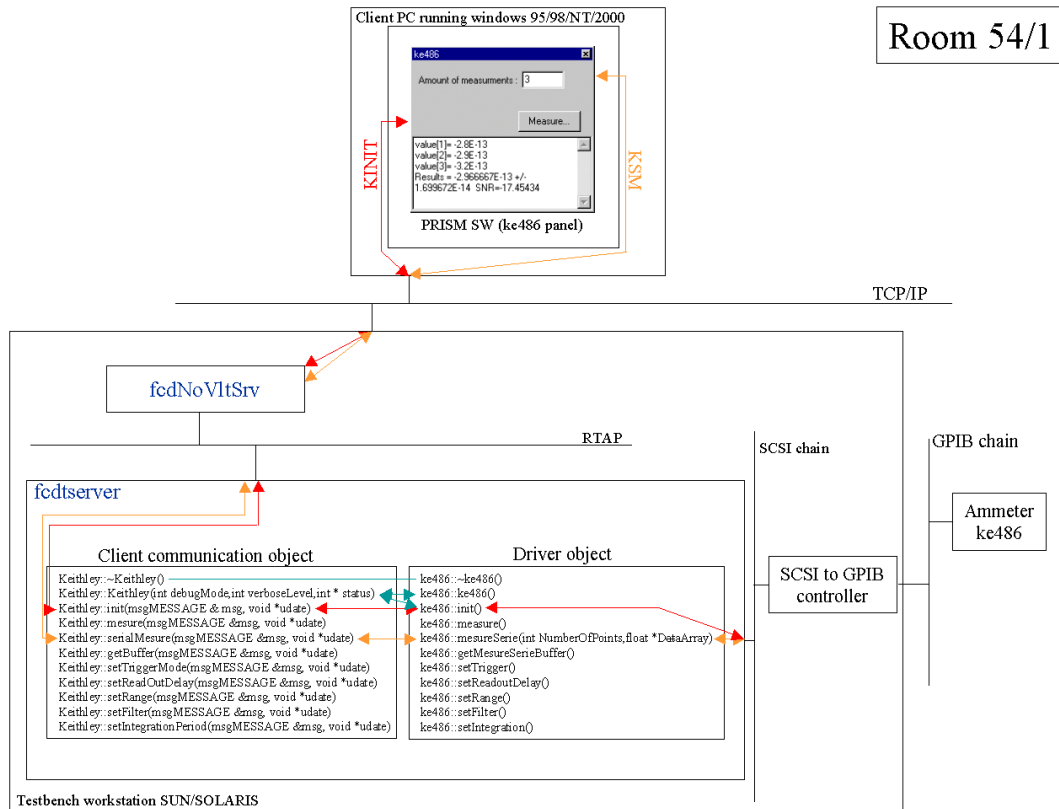 Client PC running windows 95/98/NT/2000
Room 54/1
ke486
Amount of measurments :
3
Measure...
value[1]= -2.8E-13
value[2]= -2.9E-13
value[3]= -3.2E-13
Results = -2.966667E-13 +/-
1.699672E-14  SNR=-17.45434
KINIT
KSM
PRISM SW (ke486 panel)
TCP/IP
fcdNoVltSrv
RTAP
SCSI chain
GPIB chain
fcdtserver
Ammeter
ke486
Client communication object
Driver object
SCSI to GPIB
controller
Keithley::~Keithley()
Keithley::Keithley(int debugMode,int verboseLevel,int * status)
Keithley::init(msgMESSAGE & msg, void *udate)
Keithley::mesure(msgMESSAGE &msg, void *udate)
Keithley::serialMesure(msgMESSAGE &msg, void *udate)
Keithley::getBuffer(msgMESSAGE &msg, void *udate)
Keithley::setTriggerMode(msgMESSAGE &msg, void *udate)
Keithley::setReadOutDelay(msgMESSAGE &msg, void *udate)
Keithley::setRange(msgMESSAGE &msg, void *udate)
Keithley::setFilter(msgMESSAGE &msg, void *udate)
Keithley::setIntegrationPeriod(msgMESSAGE &msg, void *udate)
ke486::~ke486()
ke486::ke486()
ke486::init()
ke486::measure()
ke486::mesureSerie(int NumberOfPoints,float *DataArray)
ke486::getMesureSerieBuffer()
ke486::setTrigger()
ke486::setReadoutDelay()
ke486::setRange()
ke486::setFilter()
ke486::setIntegration()
Testbench workstation SUN/SOLARIS